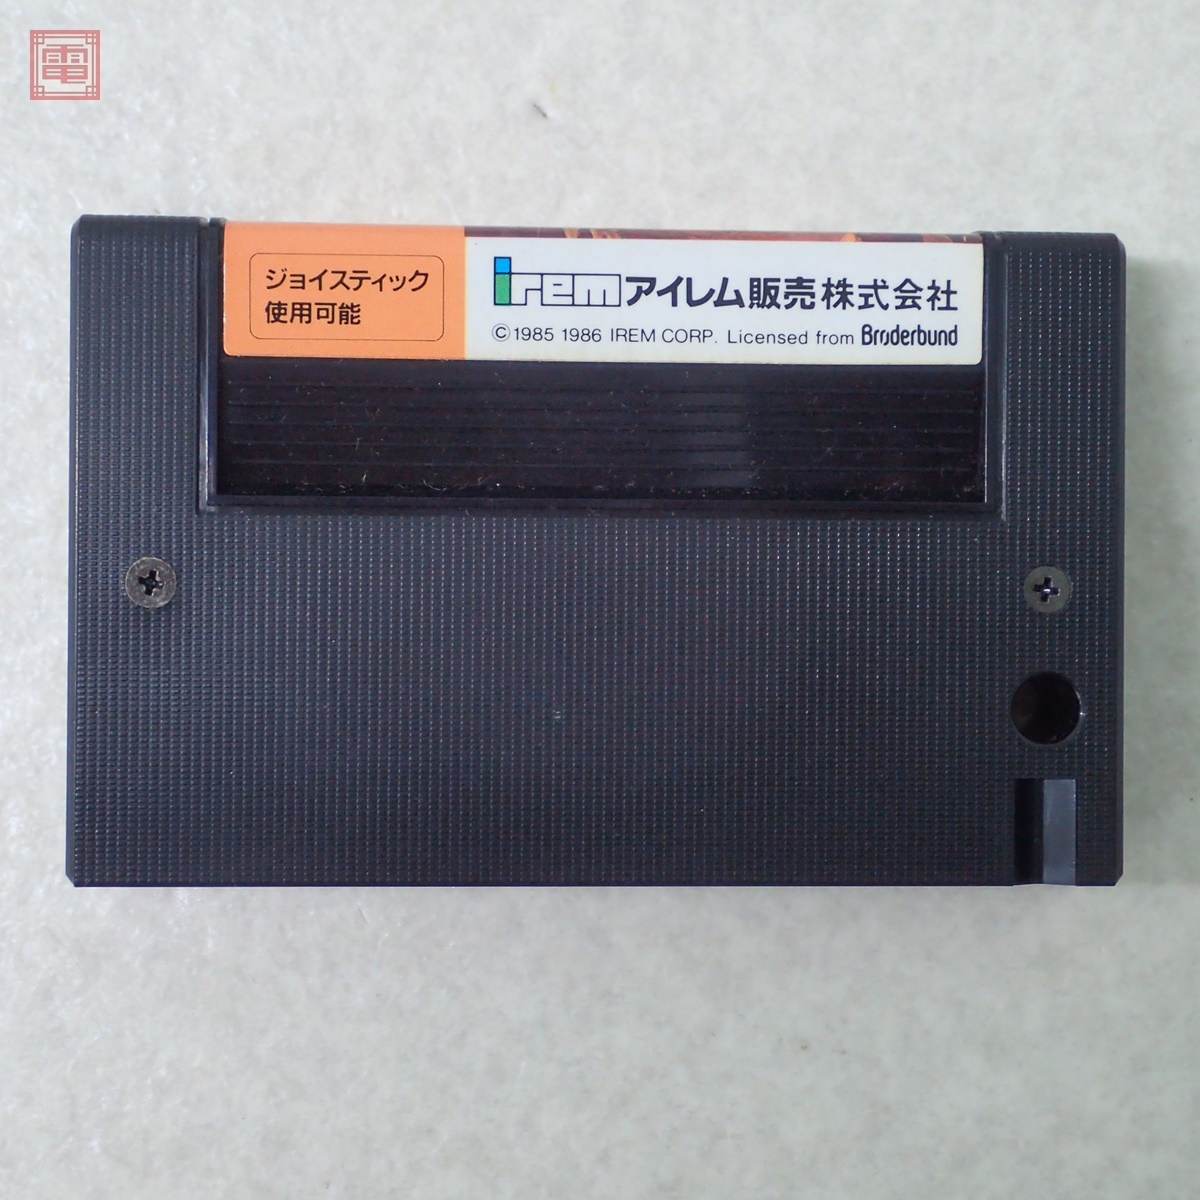 電
ジョイスティック
使用可能
irem アイレム販売株式会社
©1985 1986 IREM CORP. Licensed from Brøderbund